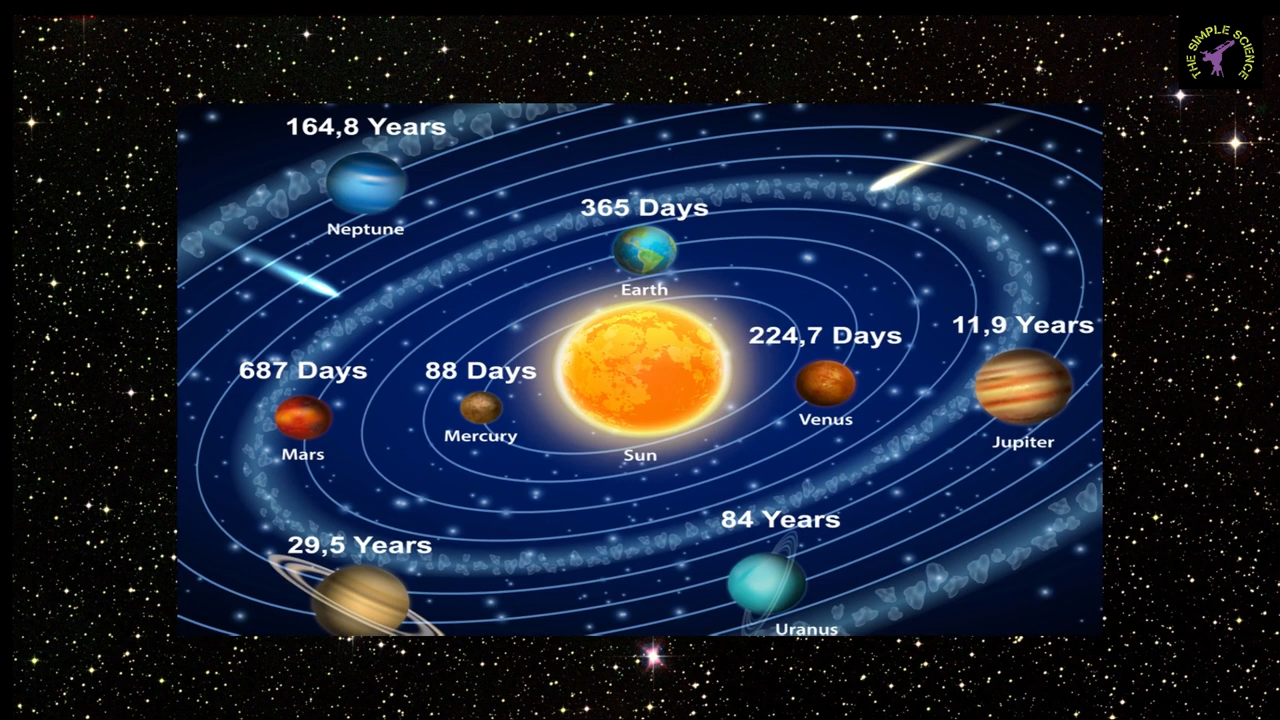 THE SIMPLE SCIENCE
164,8 Years
Neptune
365 Days
Earth
224,7 Days
Venus
11,9 Years
Jupiter
687 Days
Mars
88 Days
Mercury
Sun
29,5 Years
84 Years
Uranus